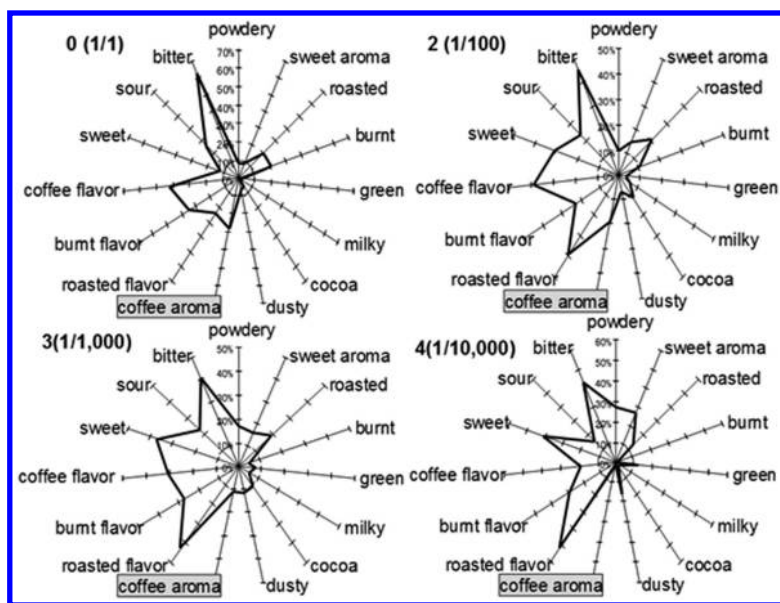 0 (1/1)
powdery
sweet aroma
roasted
burnt
green
milky
cocoa
dusty
coffee aroma
roasted flavor
burnt flavor
coffee flavor
sweet
sour
bitter
70%
60%
50%
40%
30%
20%
10%
0%
2 (1/100)
powdery
sweet aroma
roasted
burnt
green
milky
cocoa
dusty
coffee aroma
roasted flavor
burnt flavor
coffee flavor
sweet
sour
bitter
50%
40%
30%
20%
10%
0%
3(1/1,000)
powdery
sweet aroma
roasted
burnt
green
milky
cocoa
dusty
coffee aroma
roasted flavor
burnt flavor
coffee flavor
sweet
sour
bitter
50%
40%
30%
20%
10%
0%
4(1/10,000)
powdery
sweet aroma
roasted
burnt
green
milky
cocoa
dusty
coffee aroma
roasted flavor
burnt flavor
coffee flavor
sweet
sour
bitter
60%
50%
40%
30%
20%
10%
0%